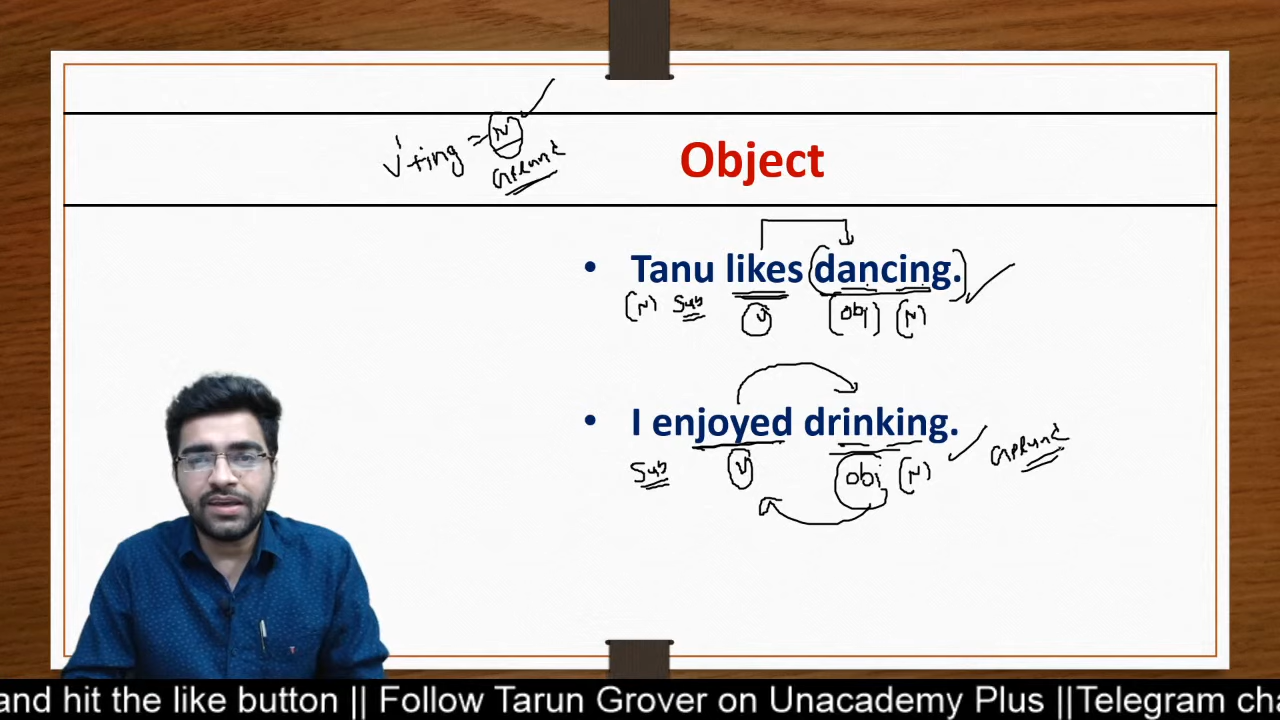 V¹+ing = N
Gerund
Object
• Tanu likes dancing.
(N) Sub V (obj) (N)
• I enjoyed drinking.
Gerund
Sub V obj (N)
and hit the like button || Follow Tarun Grover on Unacademy Plus ||Telegram cha